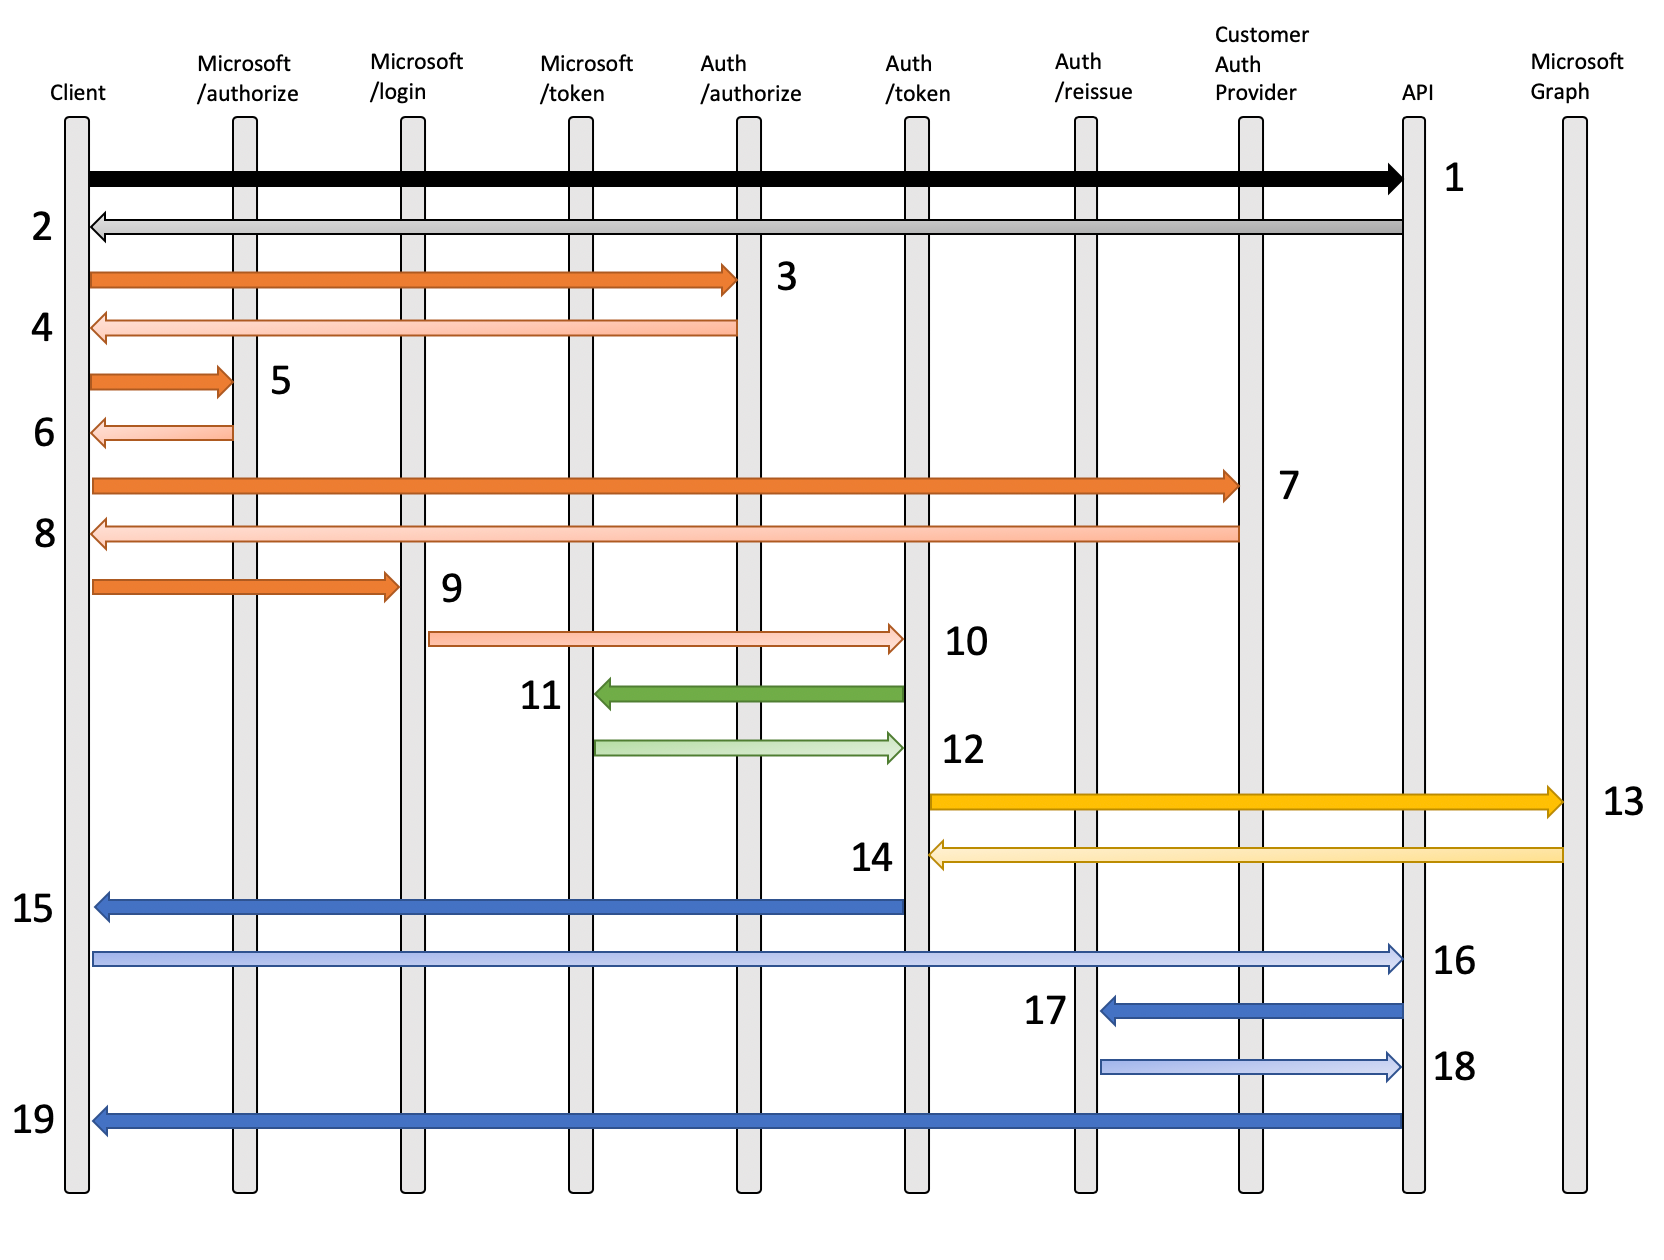 Client
Microsoft
/authorize
Microsoft
/login
Microsoft
/token
Auth
/authorize
Auth
/token
Auth
/reissue
Customer
Auth
Provider
API
Microsoft
Graph
1
2
3
4
5
6
7
8
9
10
11
12
13
14
15
16
17
18
19